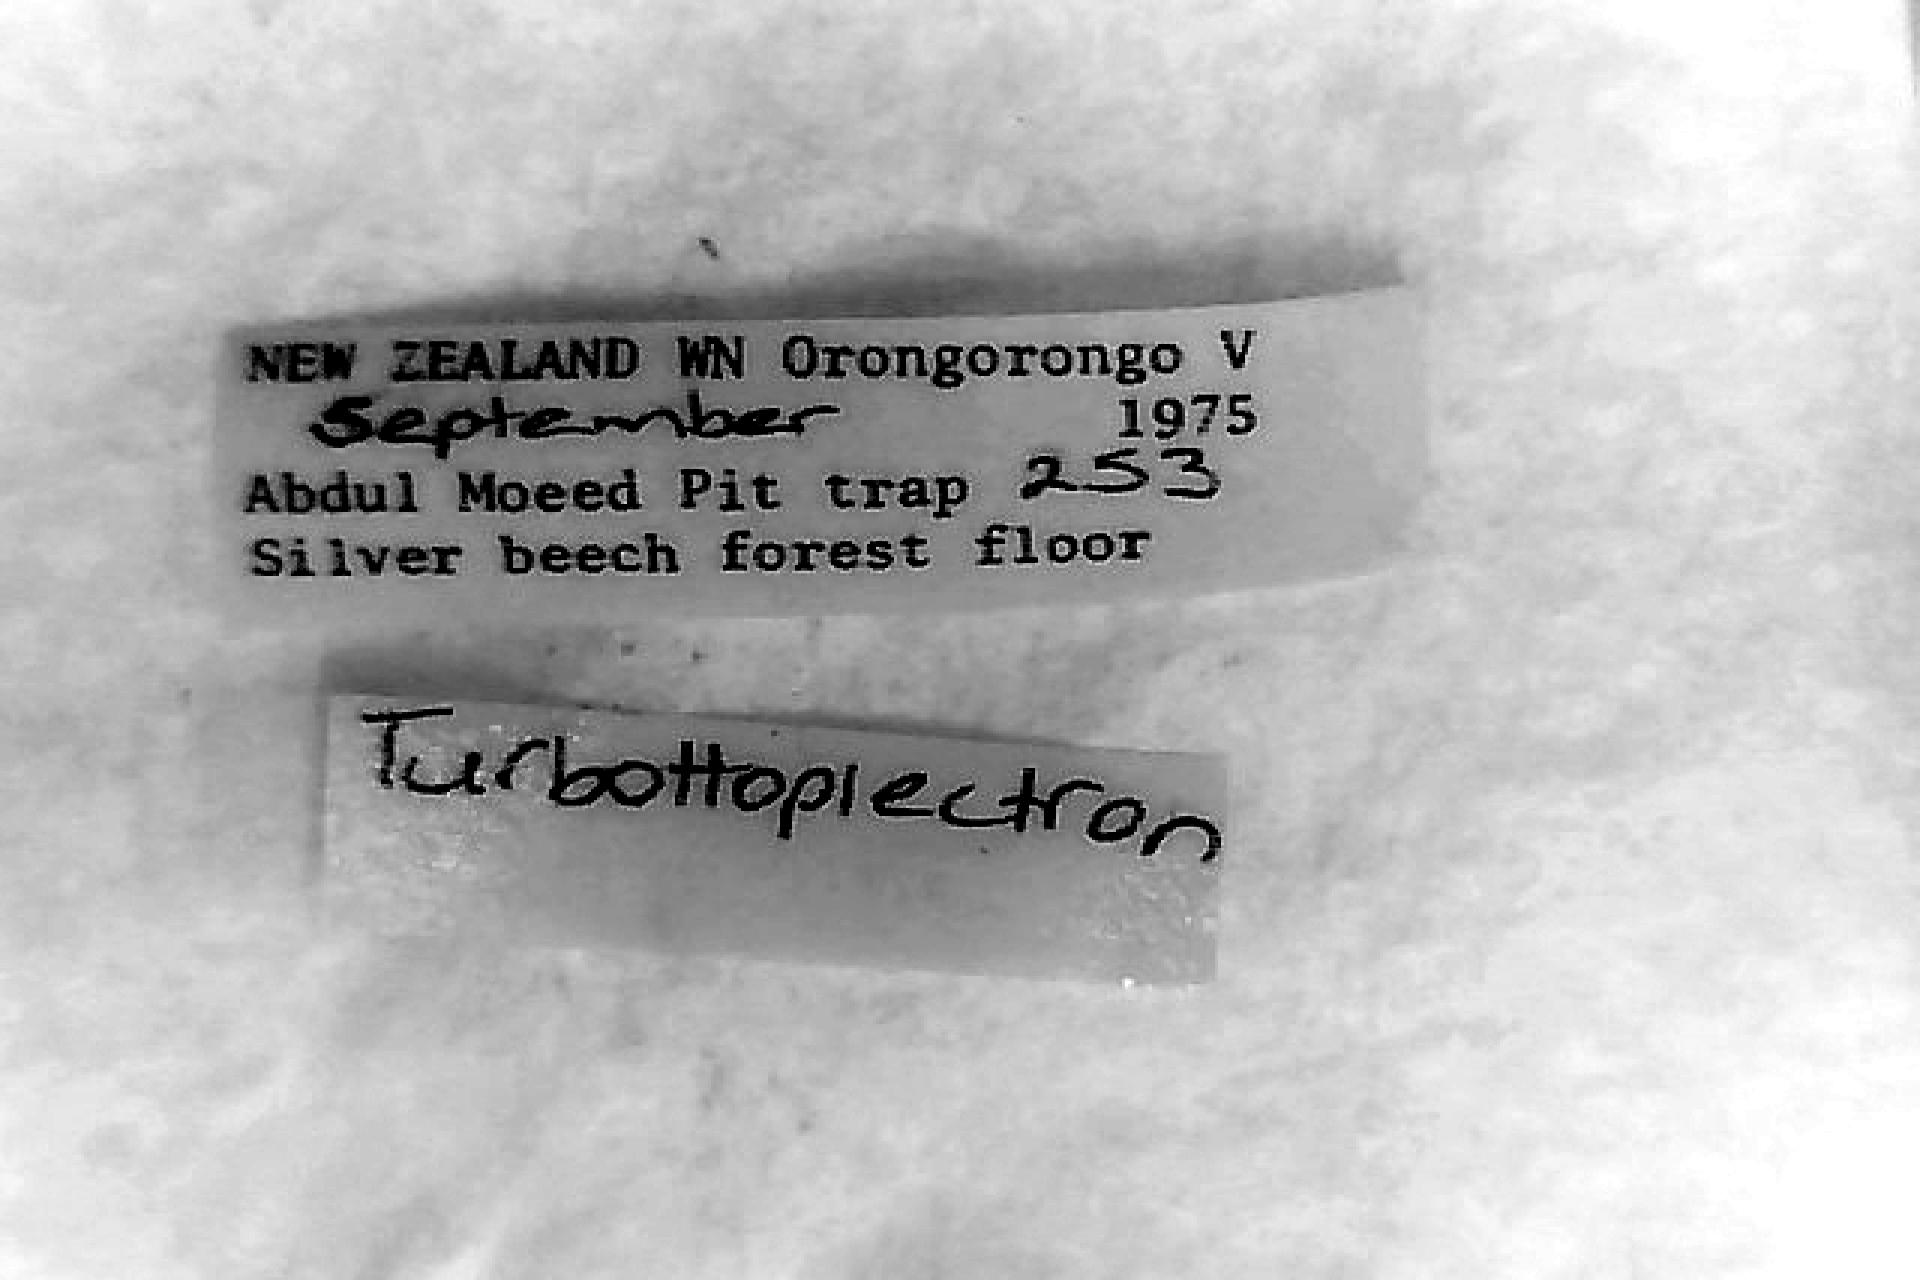 NEW ZEALAND WN Orongorongo V
September 1975
Abdul Moeed Pit trap 253
Silver beech forest floor
Turbottoplectron